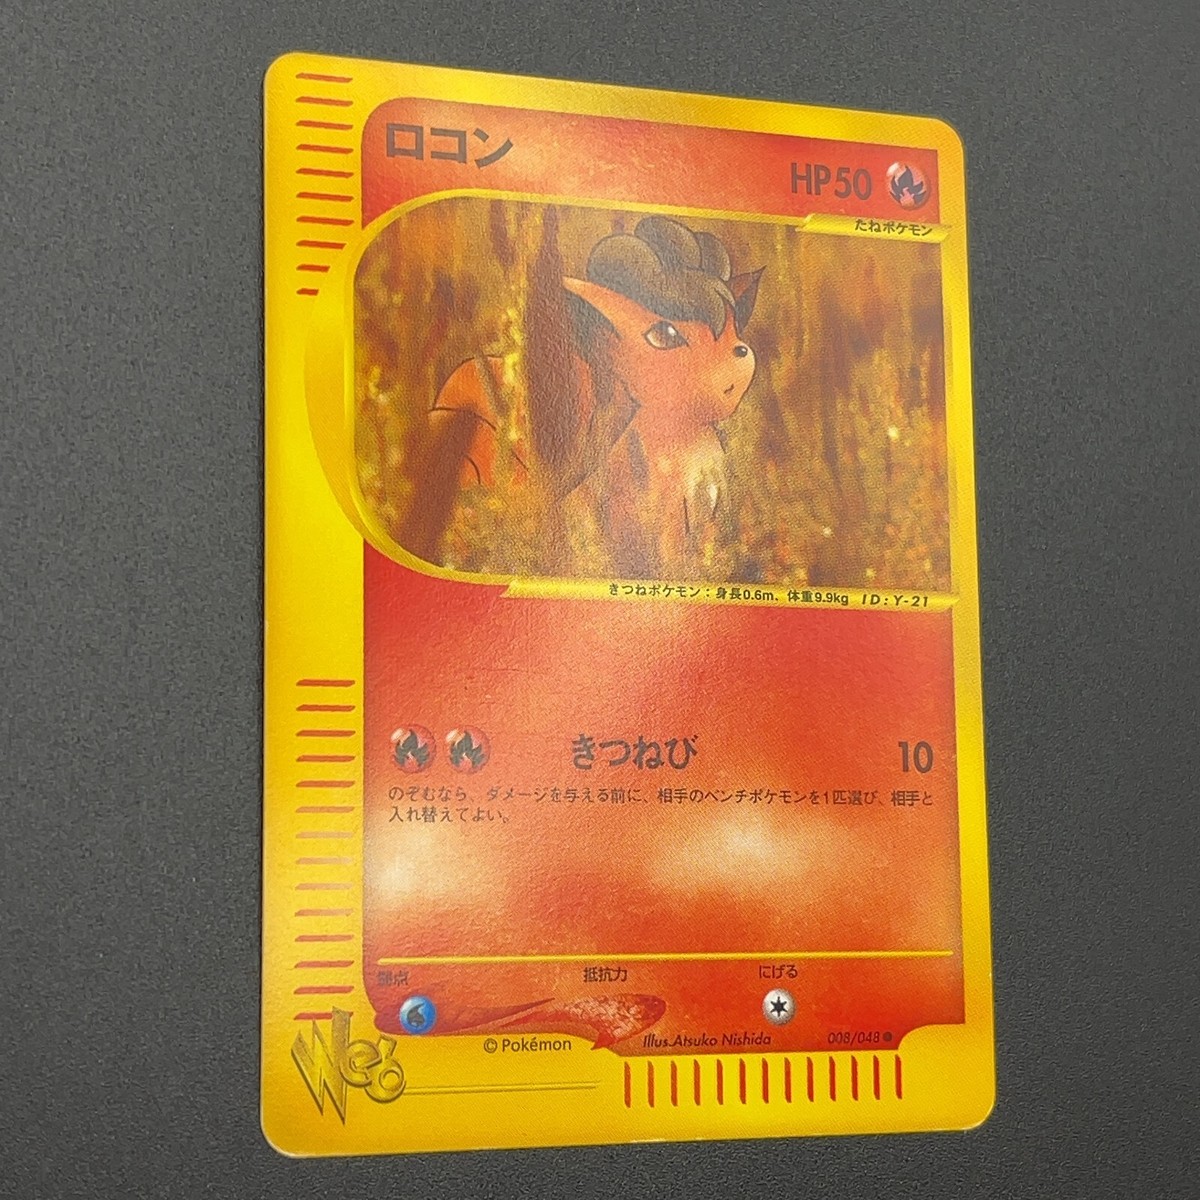 ロコン
HP50
たねポケモン
きつねポケモン：身長0.6m、体重9.9kg ID:Y-21
きつねび 10
のぞむなら、ダメージを与える前に、相手のベンチポケモンを1匹選び、相手と
入れ替えてよい。
弱点 抵抗力 にげる
Web
©Pokémon Illus.Atsuko Nishida 008/048●